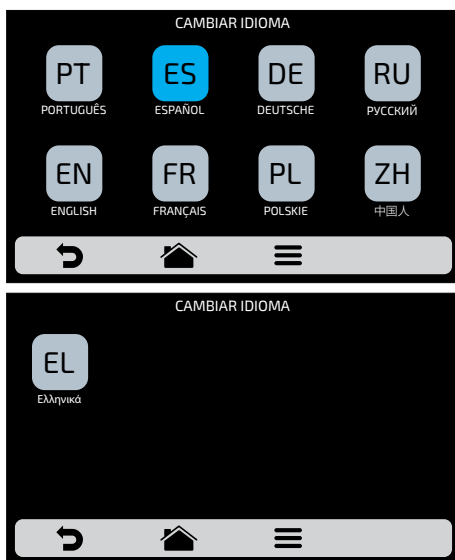 CAMBIAR IDIOMA
PT ES DE RU
PORTUGUÊS ESPAÑOL DEUTSCHE РУССКИЙ
EN FR PL ZH
ENGLISH FRANÇAIS POLSKIE 中国人
CAMBIAR IDIOMA
EL
Ελληνικά